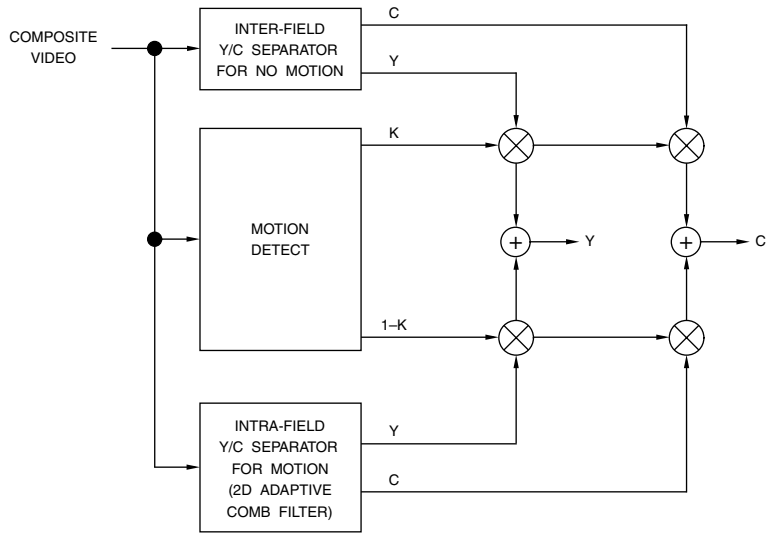 COMPOSITE
VIDEO
INTER-FIELD
Y/C SEPARATOR
FOR NO MOTION
C
Y
MOTION
DETECT
K
1–K
+
Y
+
C
INTRA-FIELD
Y/C SEPARATOR
FOR MOTION
(2D ADAPTIVE
COMB FILTER)
Y
C